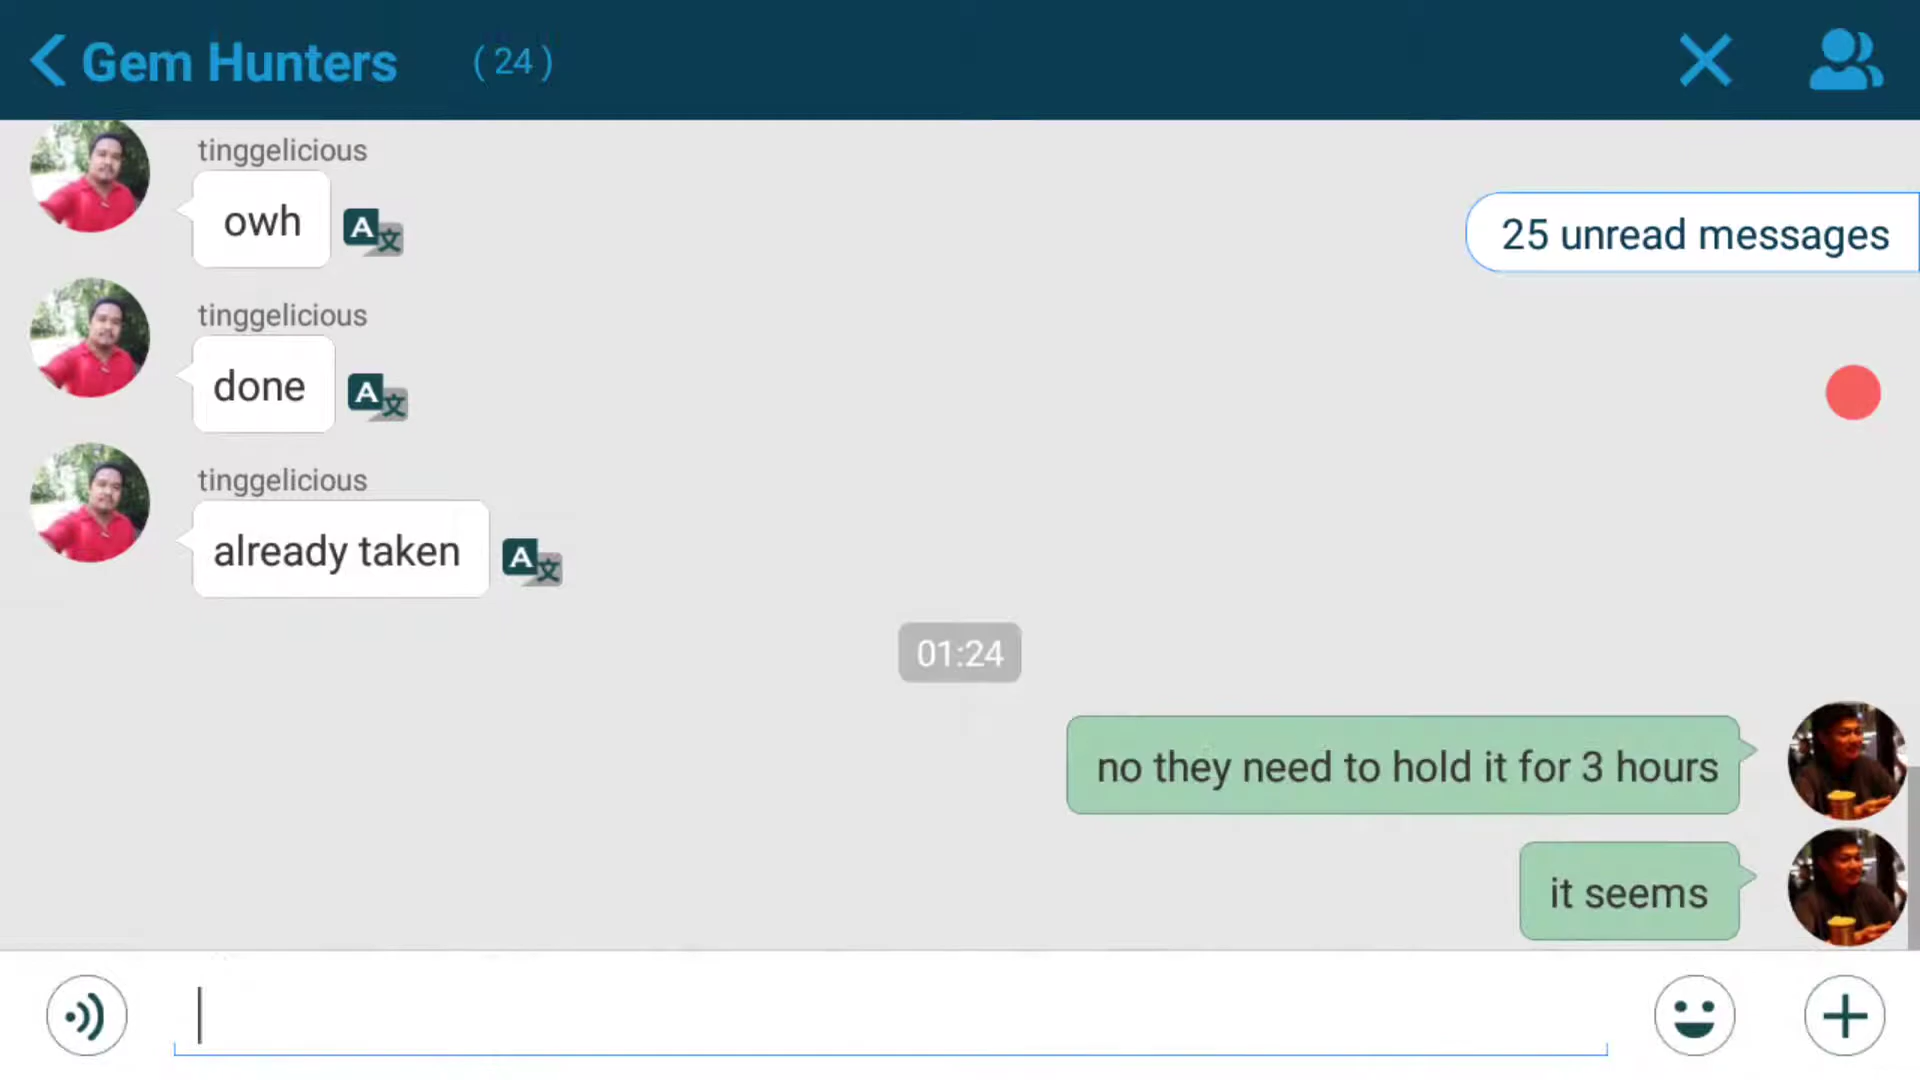 Gem Hunters (24)
tinggelicious
owh
25 unread messages
tinggelicious
done
tinggelicious
already taken
01:24
no they need to hold it for 3 hours
it seems